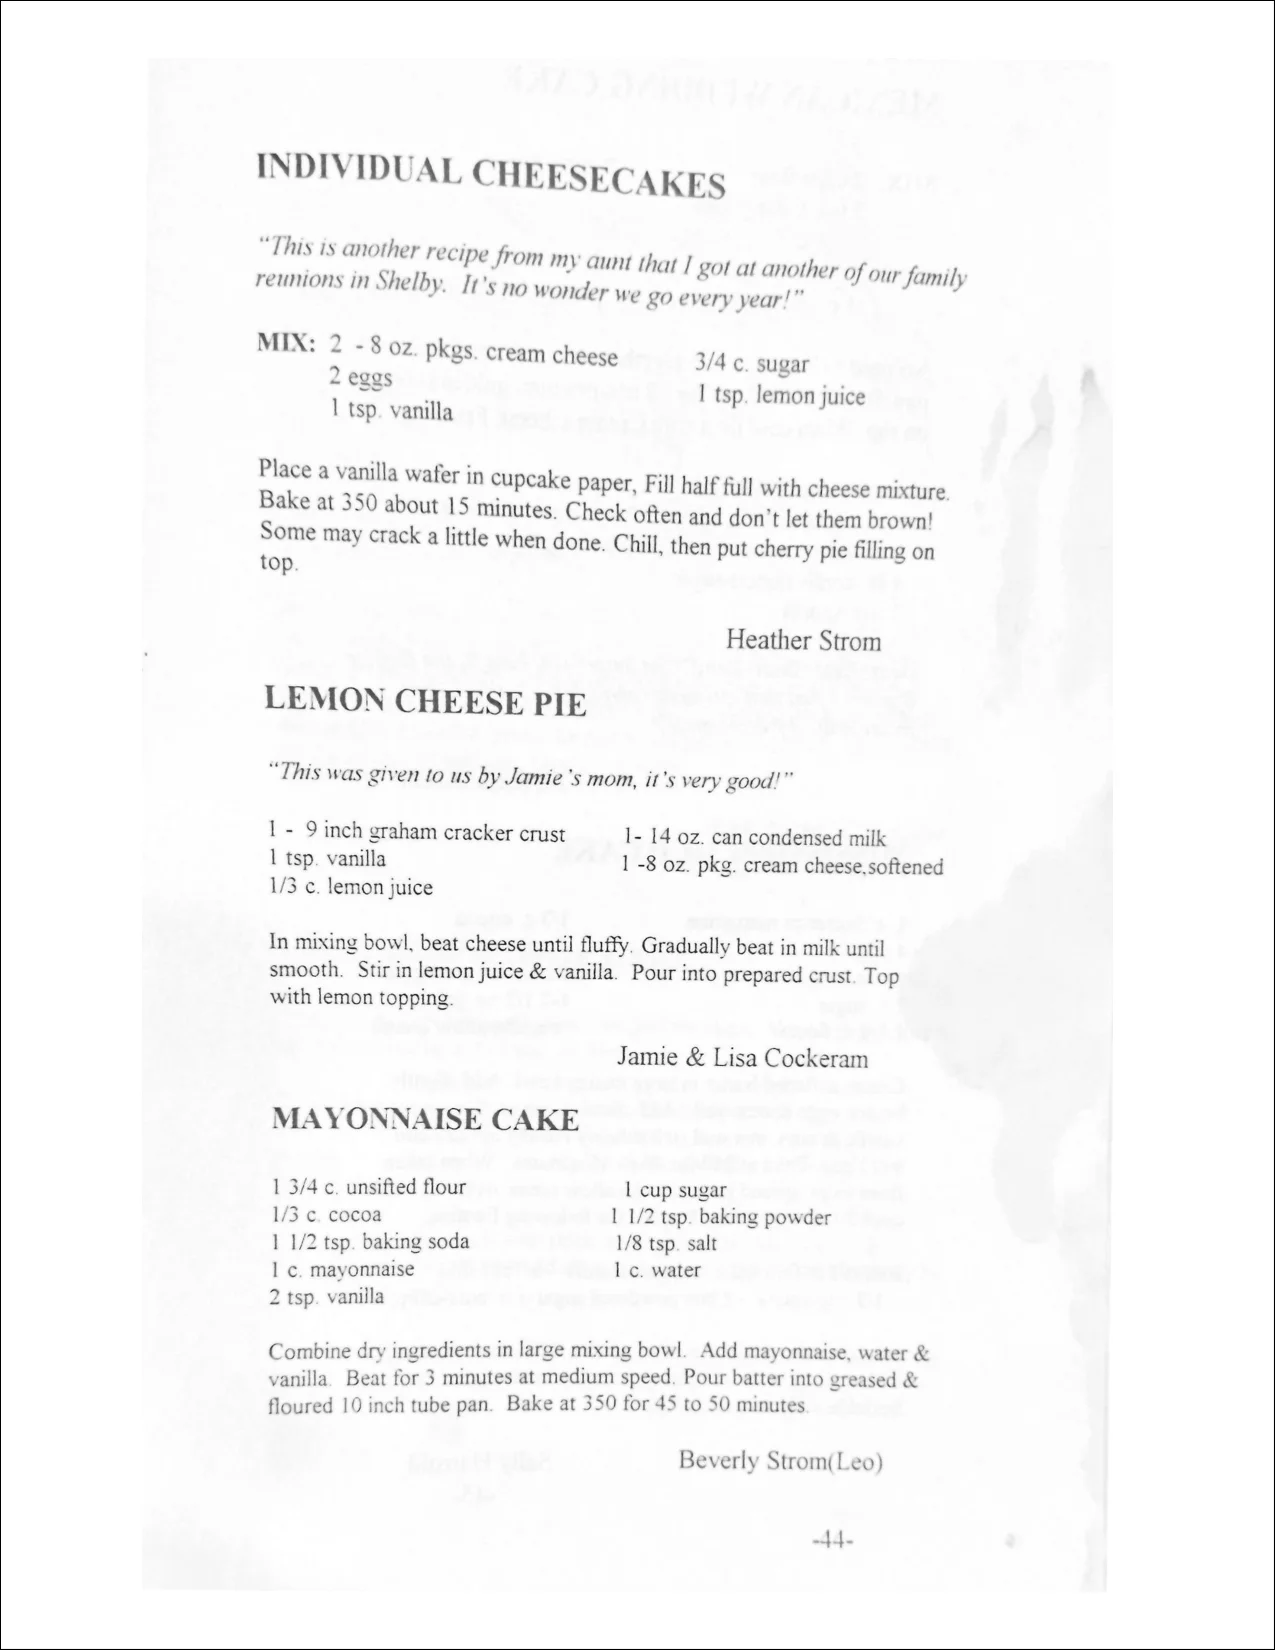 INDIVIDUAL CHEESECAKES
"This is another recipe from my aunt that I got at another of our family
reunions in Shelby. It's no wonder we go every year!"
MIX: 2 - 8 oz. pkgs. cream cheese 3/4 c. sugar
2 eggs 1 tsp. lemon juice
1 tsp. vanilla
Place a vanilla wafer in cupcake paper, Fill half full with cheese mixture.
Bake at 350 about 15 minutes. Check often and don't let them brown!
Some may crack a little when done. Chill, then put cherry pie filling on
top.
Heather Strom
LEMON CHEESE PIE
"This was given to us by Jamie's mom, it's very good!"
1 - 9 inch graham cracker crust 1- 14 oz. can condensed milk
1 tsp. vanilla 1 -8 oz. pkg. cream cheese,softened
1/3 c. lemon juice
In mixing bowl, beat cheese until fluffy. Gradually beat in milk until
smooth. Stir in lemon juice & vanilla. Pour into prepared crust. Top
with lemon topping.
Jamie & Lisa Cockeram
MAYONNAISE CAKE
1 3/4 c. unsifted flour 1 cup sugar
1/3 c. cocoa 1 1/2 tsp. baking powder
1 1/2 tsp. baking soda 1/8 tsp. salt
1 c. mayonnaise 1 c. water
2 tsp. vanilla
Combine dry ingredients in large mixing bowl. Add mayonnaise, water &
vanilla. Beat for 3 minutes at medium speed. Pour batter into greased &
floured 10 inch tube pan. Bake at 350 for 45 to 50 minutes.
Beverly Strom(Leo)
-44-